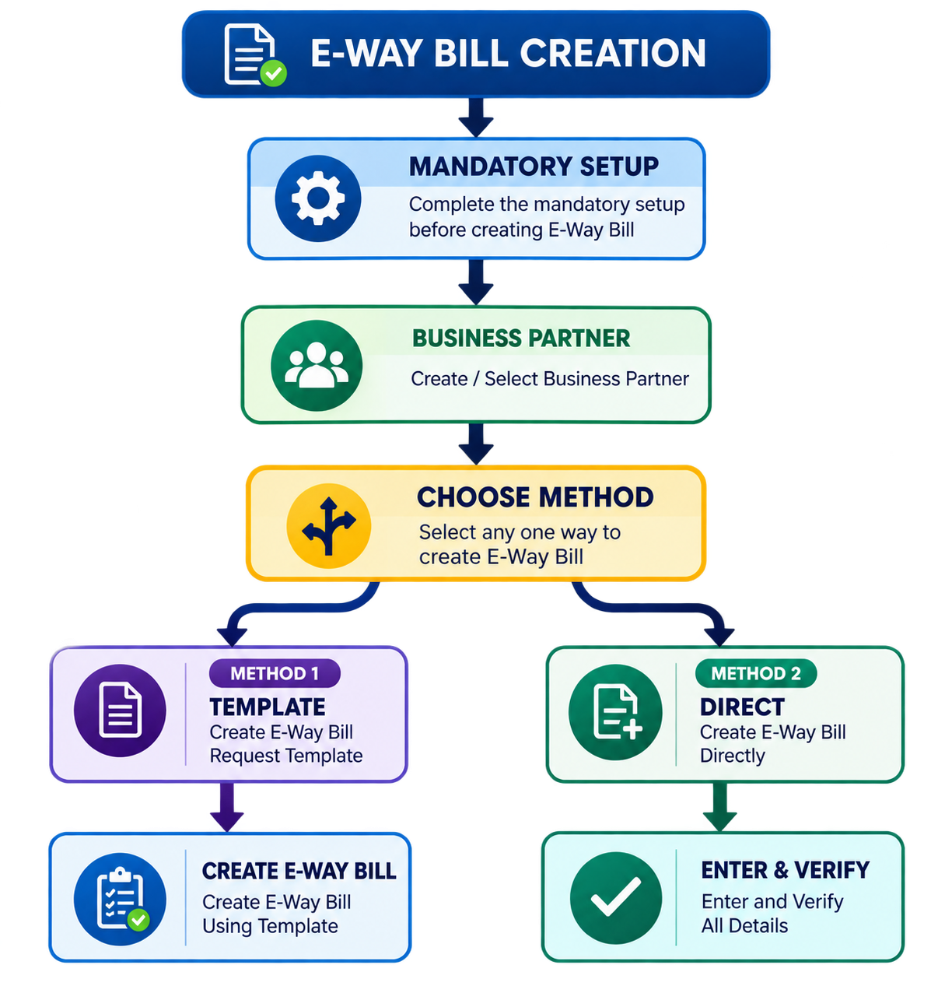 E-WAY BILL CREATION
MANDATORY SETUP
Complete the mandatory setup
before creating E-Way Bill
BUSINESS PARTNER
Create / Select Business Partner
CHOOSE METHOD
Select any one way to
create E-Way Bill
METHOD 1
TEMPLATE
Create E-Way Bill
Request Template
METHOD 2
DIRECT
Create E-Way Bill
Directly
CREATE E-WAY BILL
Create E-Way Bill
Using Template
ENTER & VERIFY
Enter and Verify
All Details